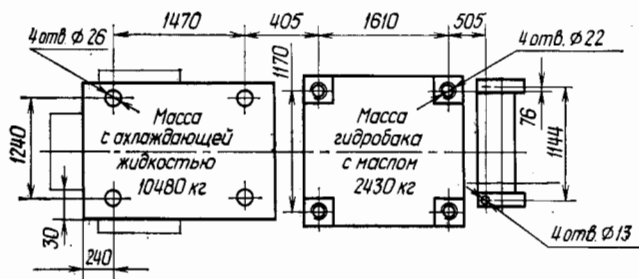 1470
405
1610
505
4 отв. Ф 26
4 отв. Ф 22
1170
1240
Масса
с охлаждающей
жидкостью
10480 кг
Масса
гидробака
с маслом
2430 кг
76
1144
30
240
4 отв. Ф 13